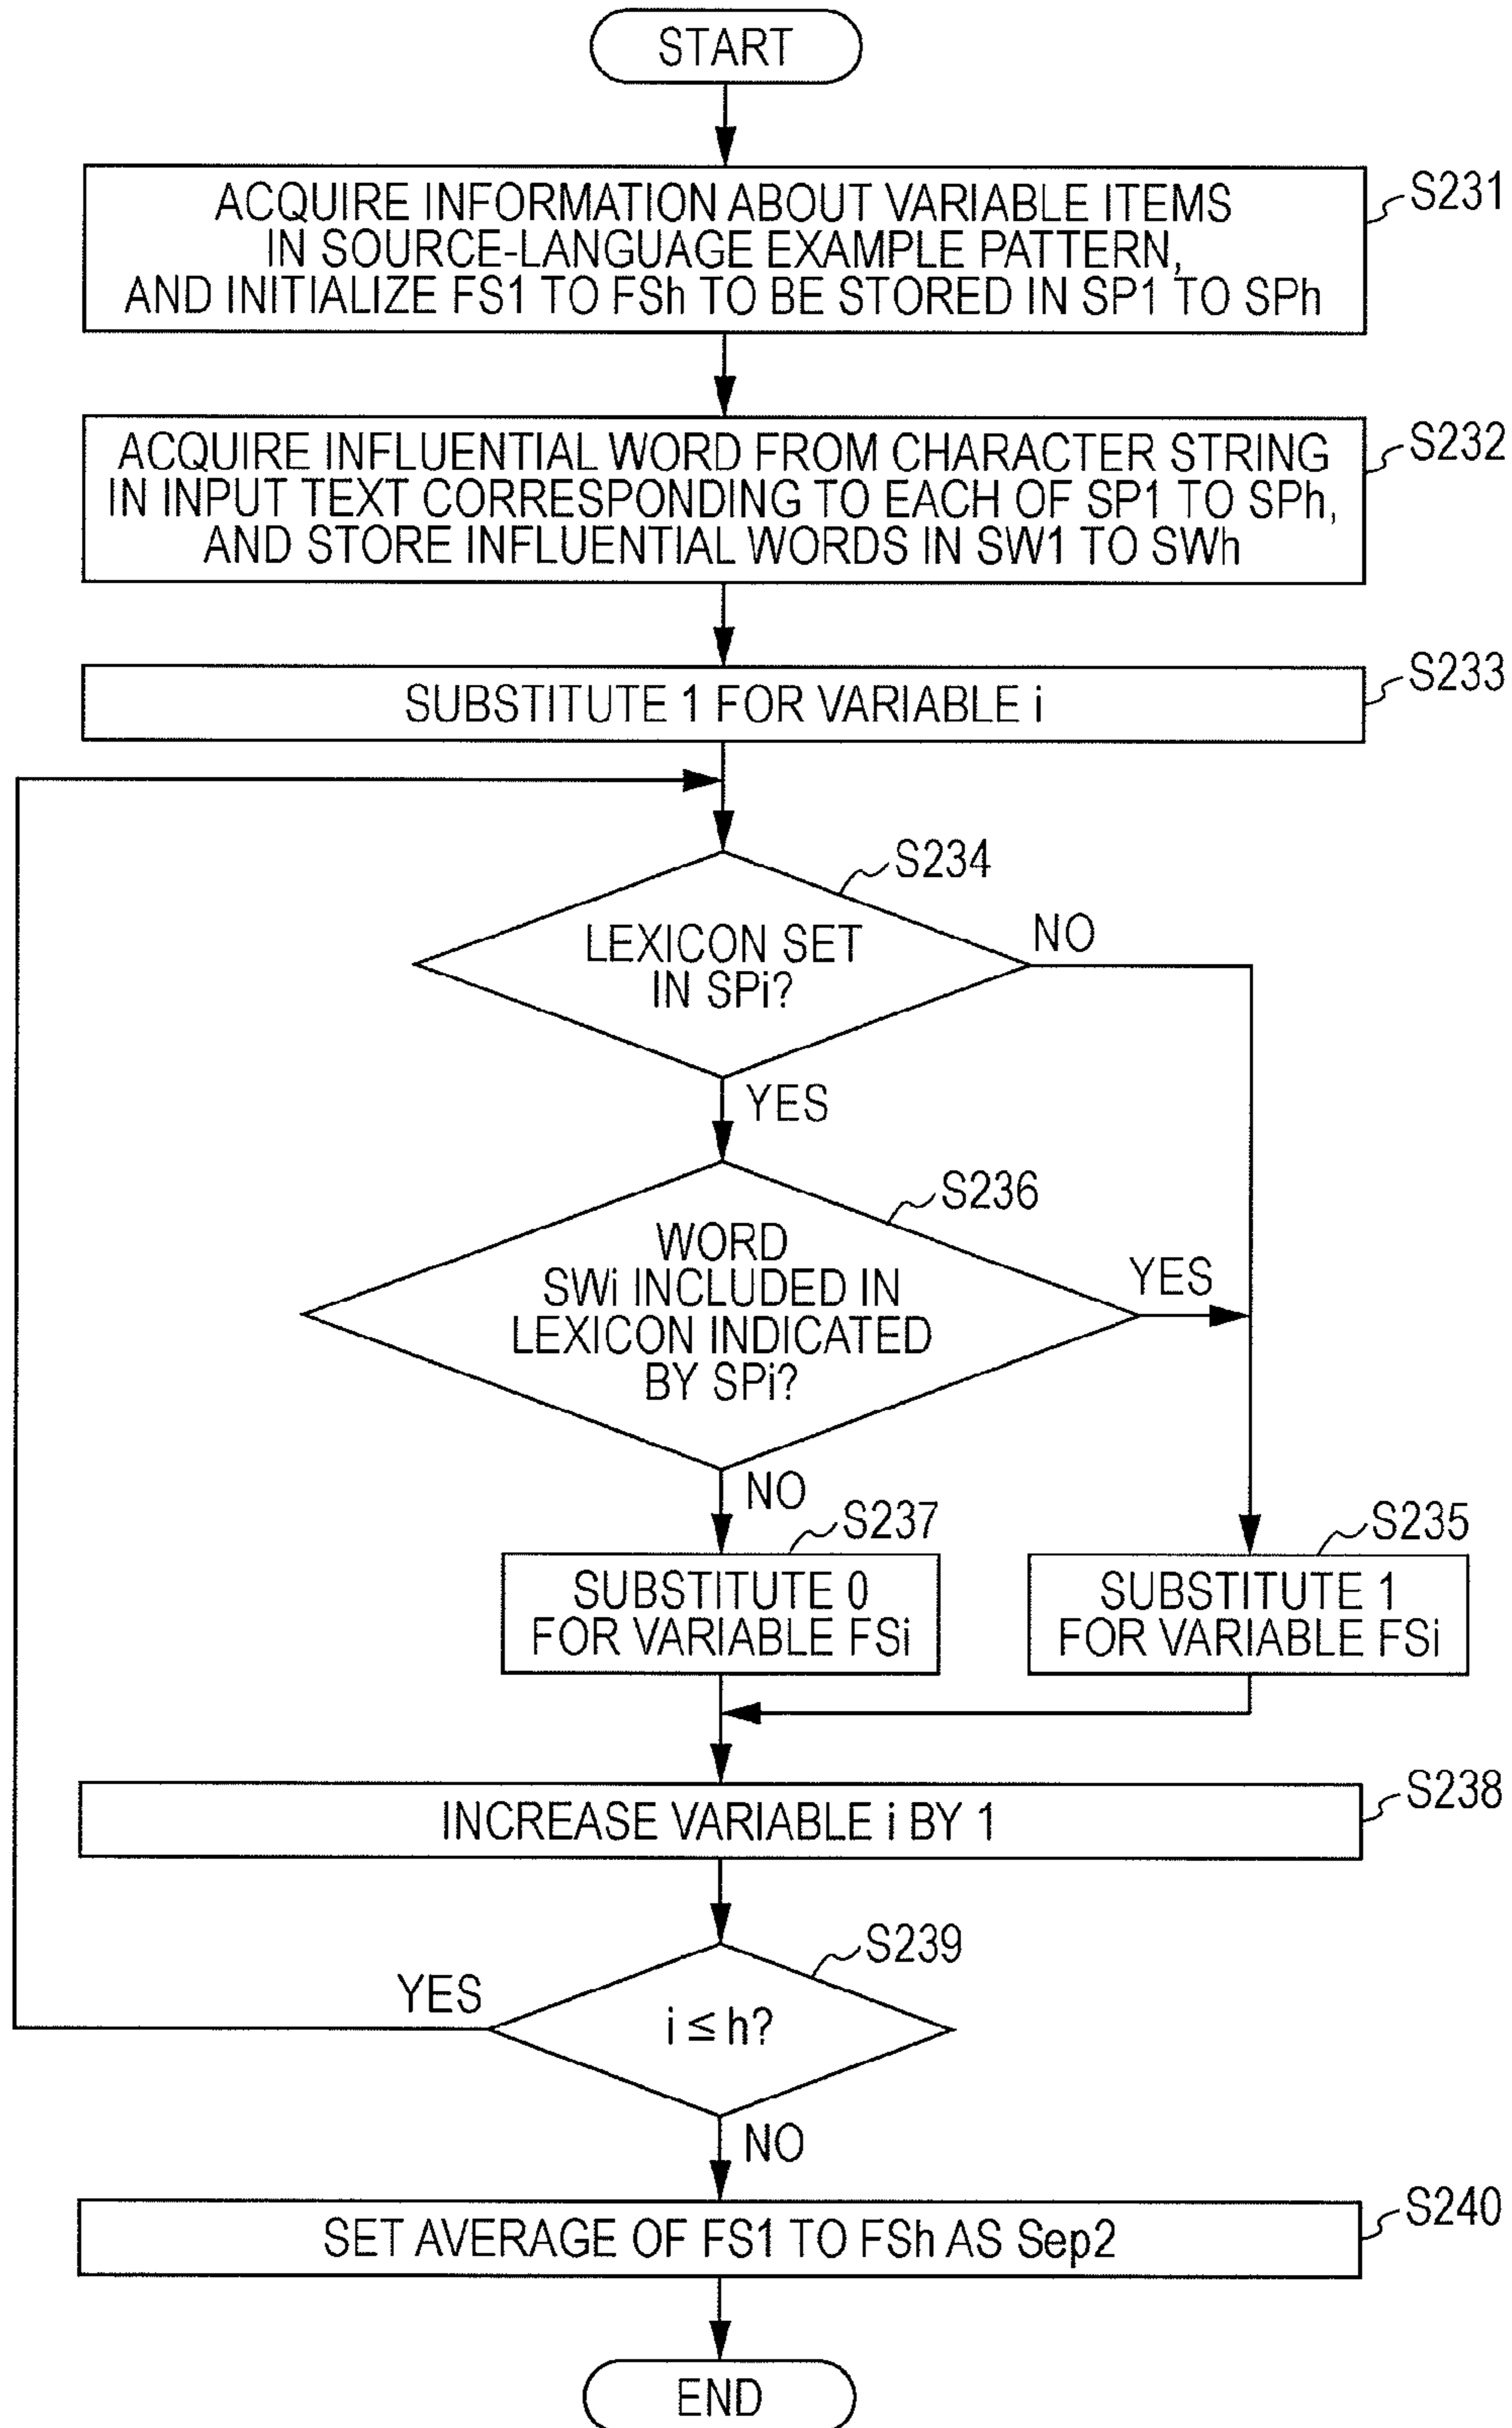 START
ACQUIRE INFORMATION ABOUT VARIABLE ITEMS
IN SOURCE-LANGUAGE EXAMPLE PATTERN,
AND INITIALIZE FS1 TO FSh TO BE STORED IN SP1 TO SPh
S231
ACQUIRE INFLUENTIAL WORD FROM CHARACTER STRING
IN INPUT TEXT CORRESPONDING TO EACH OF SP1 TO SPh,
AND STORE INFLUENTIAL WORDS IN SW1 TO SWh
S232
SUBSTITUTE 1 FOR VARIABLE i
S233
S234
LEXICON SET
IN SPi?
NO
YES
S236
WORD
SWi INCLUDED IN
LEXICON INDICATED
BY SPi?
YES
NO
S237
SUBSTITUTE 0
FOR VARIABLE FSi
S235
SUBSTITUTE 1
FOR VARIABLE FSi
INCREASE VARIABLE i BY 1
S238
S239
i ≤ h?
YES
NO
SET AVERAGE OF FS1 TO FSh AS Sep2
S240
END